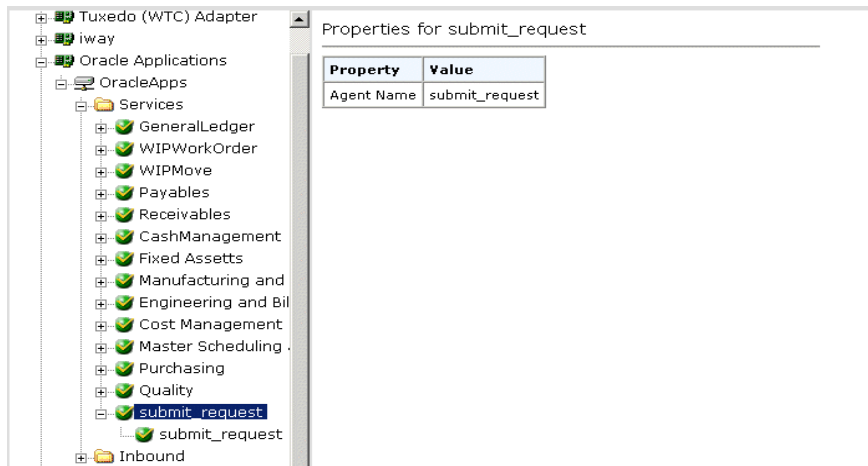 Tuxedo (WTC) Adapter
iway
Oracle Applications
OracleApps
Services
GeneralLedger
WIPWorkOrder
WIPMove
Payables
Receivables
CashManagement
Fixed Assetts
Manufacturing and
Engineering and Bil
Cost Management
Master Scheduling
Purchasing
Quality
submit_request
submit_request
Inbound
Properties for submit_request
Property Value
Agent Name submit_request